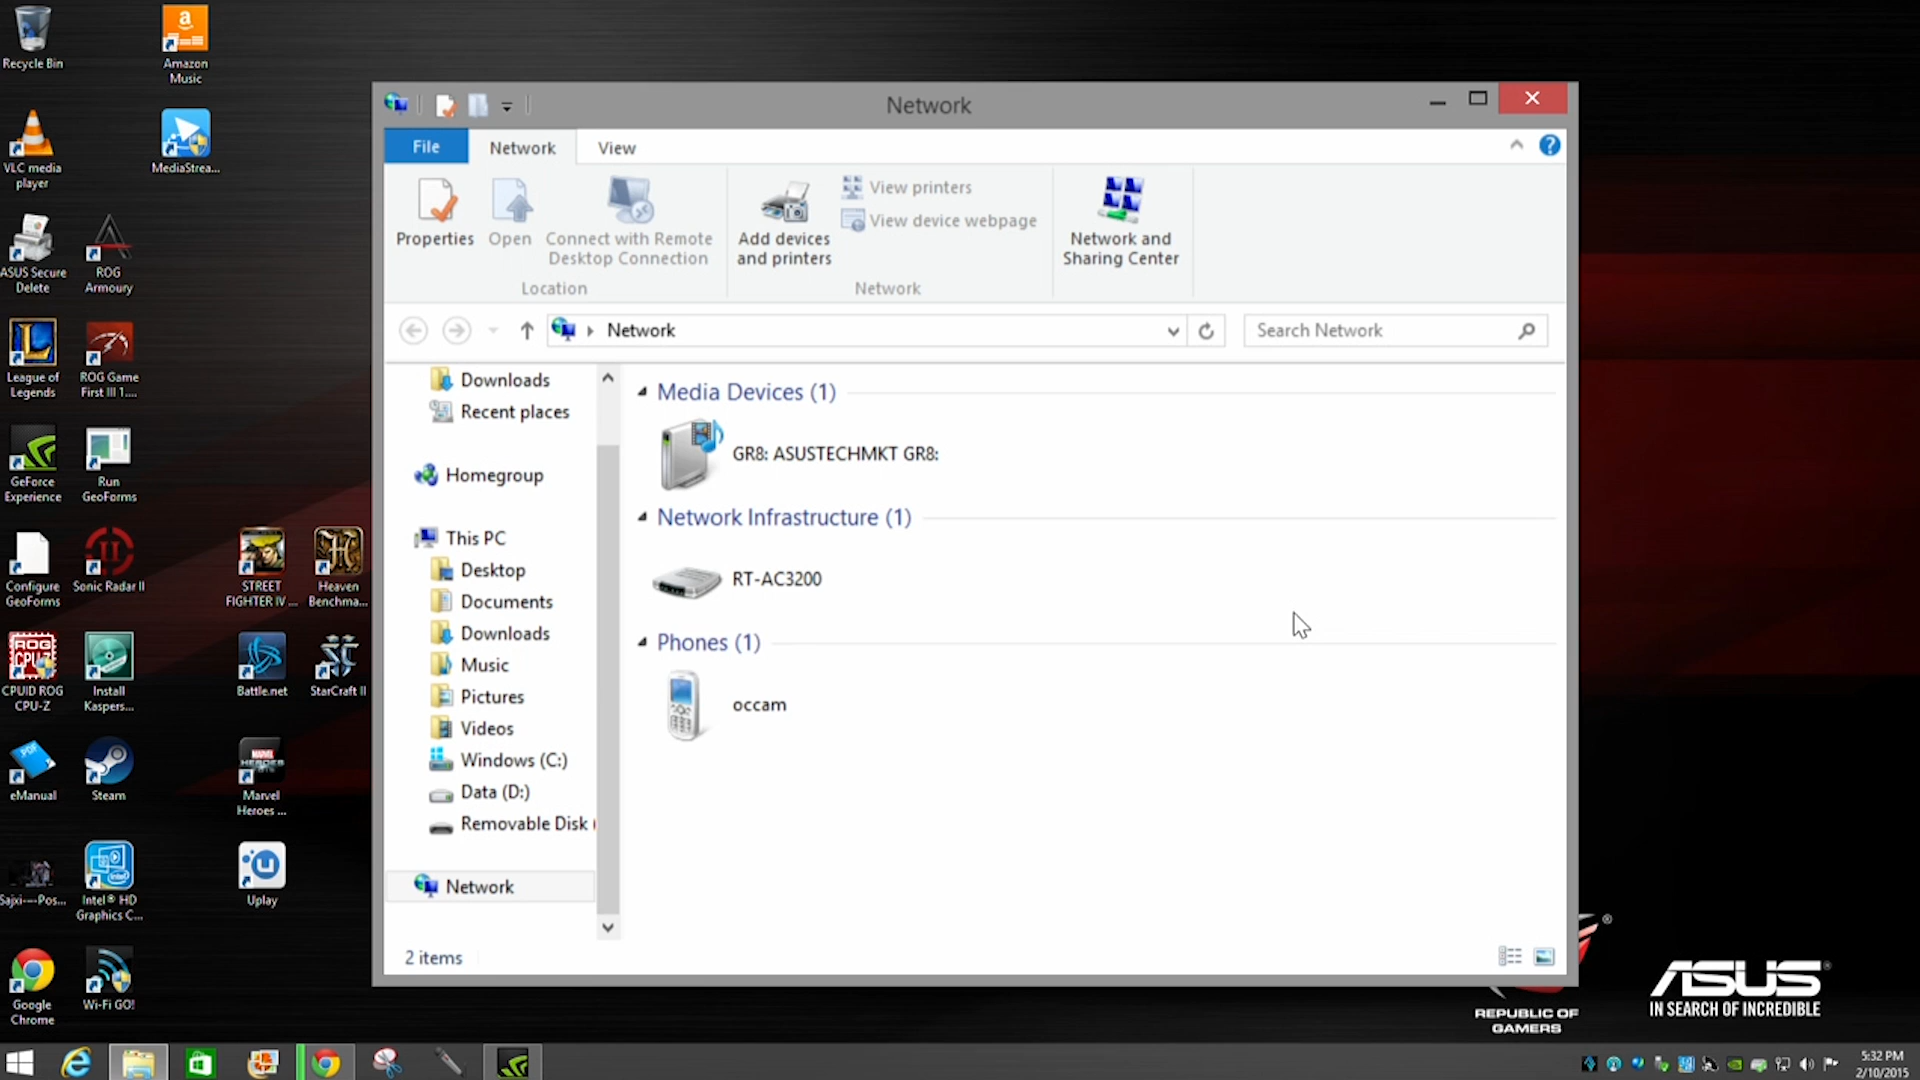 Recycle Bin
Amazon
Music
VLC media
player
MediaStrea...
ASUS Secure
Delete
ROG
Armoury
League of
Legends
ROG Game
First III 1....
GeForce
Experience
Run
GeoForms
Configure
GeoForms
Sonic Radar II
STREET
FIGHTER IV ...
Heaven
Benchma...
CPUID ROG
CPU-Z
Install
Kaspers...
Battle.net
StarCraft II
eManual
Steam
Marvel
Heroes ...
Sajxi----Pos...
Intel® HD
Graphics C...
Uplay
Google
Chrome
Wi-Fi GO!
Network
File
Network
View
Properties
Open
Connect with Remote
Desktop Connection
Location
Add devices
and printers
View printers
View device webpage
Network
Network and
Sharing Center
Network
Search Network
Downloads
Recent places
Homegroup
This PC
Desktop
Documents
Downloads
Music
Pictures
Videos
Windows (C:)
Data (D:)
Removable Disk (
Network
Media Devices (1)
GR8: ASUSTECHMKT GR8:
Network Infrastructure (1)
RT-AC3200
Phones (1)
occam
2 items
REPUBLIC OF
GAMERS
ASUS
IN SEARCH OF INCREDIBLE
5:32 PM
2/10/2015